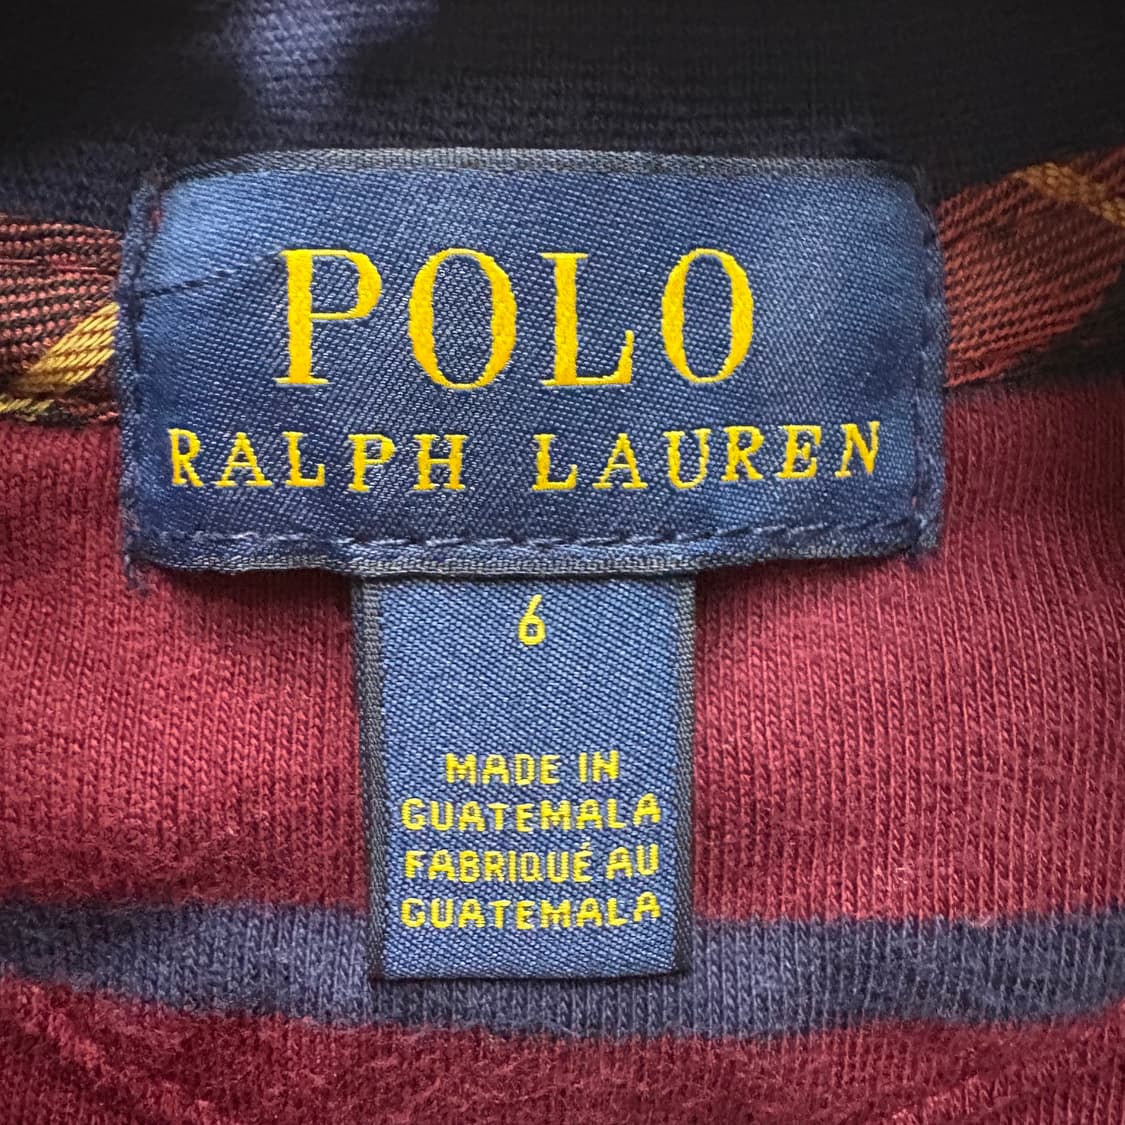 POLO
RALPH LAUREN
6
MADE IN
GUATEMALA
FABRIQUÉ AU
GUATEMALA